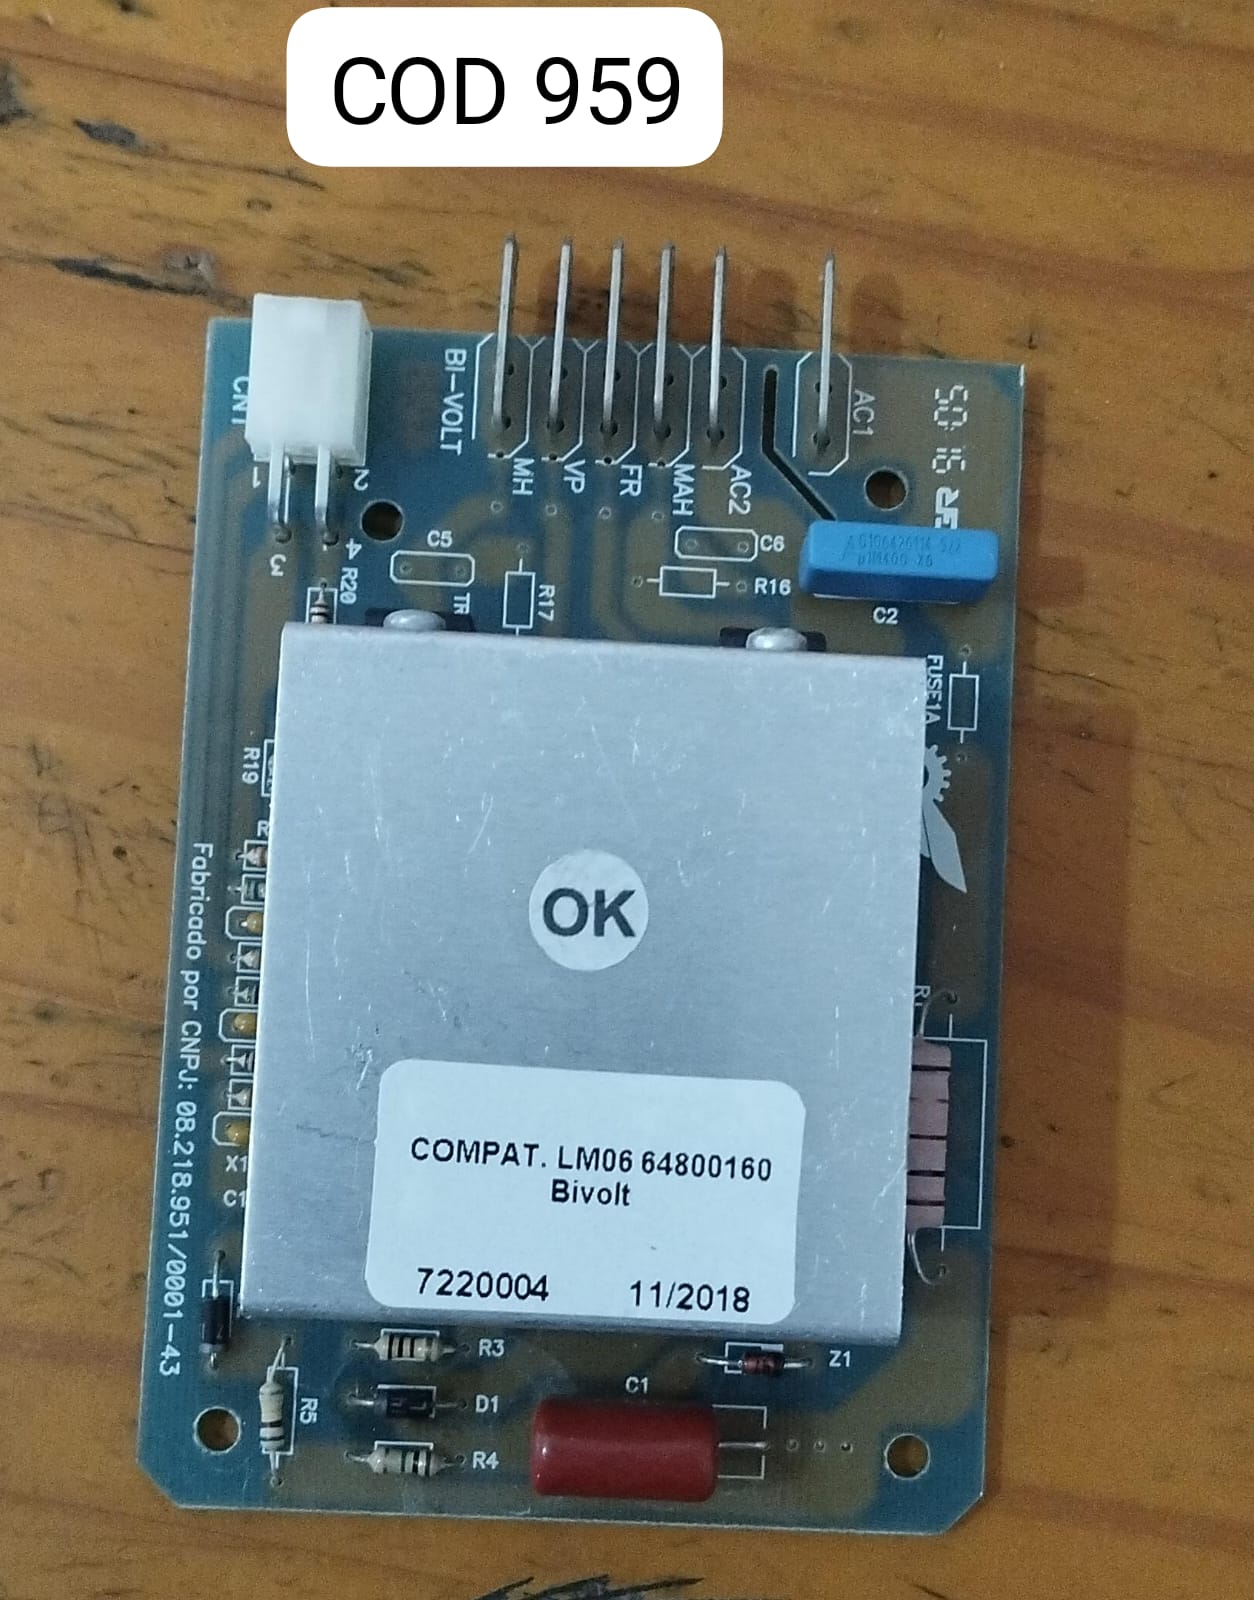 COD 959
CN1
1
2
3
4
BI-VOLT
MH
VP
FR
MAH
AC2
AC1
C5
C6
R20
TR
R17
R16
C2
FUSE1A
R19
R
R1
OK
Fabricado por CNPJ: 08.218.951/0001-43
X1
C1
COMPAT. LM06 64800160
Bivolt
7220004 11/2018
R3
Z1
D1
C1
R5
R4